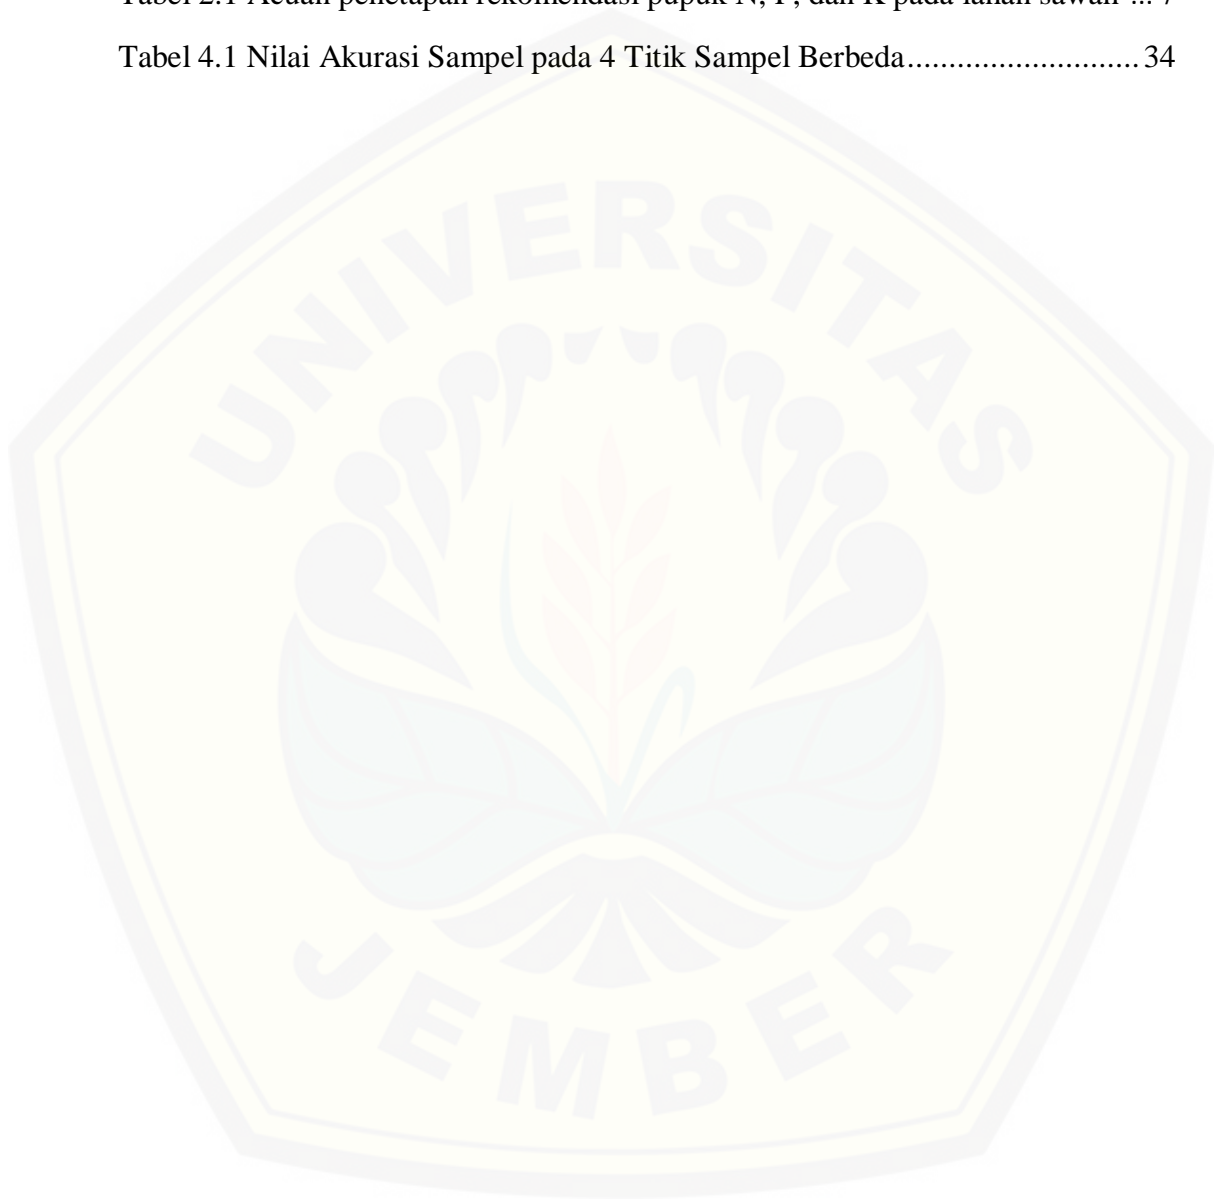 Tabel 2.1 Acuan penetapan rekomendasi pupuk N, P, dan K pada lahan sawah ... 7
Tabel 4.1 Nilai Akurasi Sampel pada 4 Titik Sampel Berbeda............................ 34
UNIVERSITAS
JEMBER